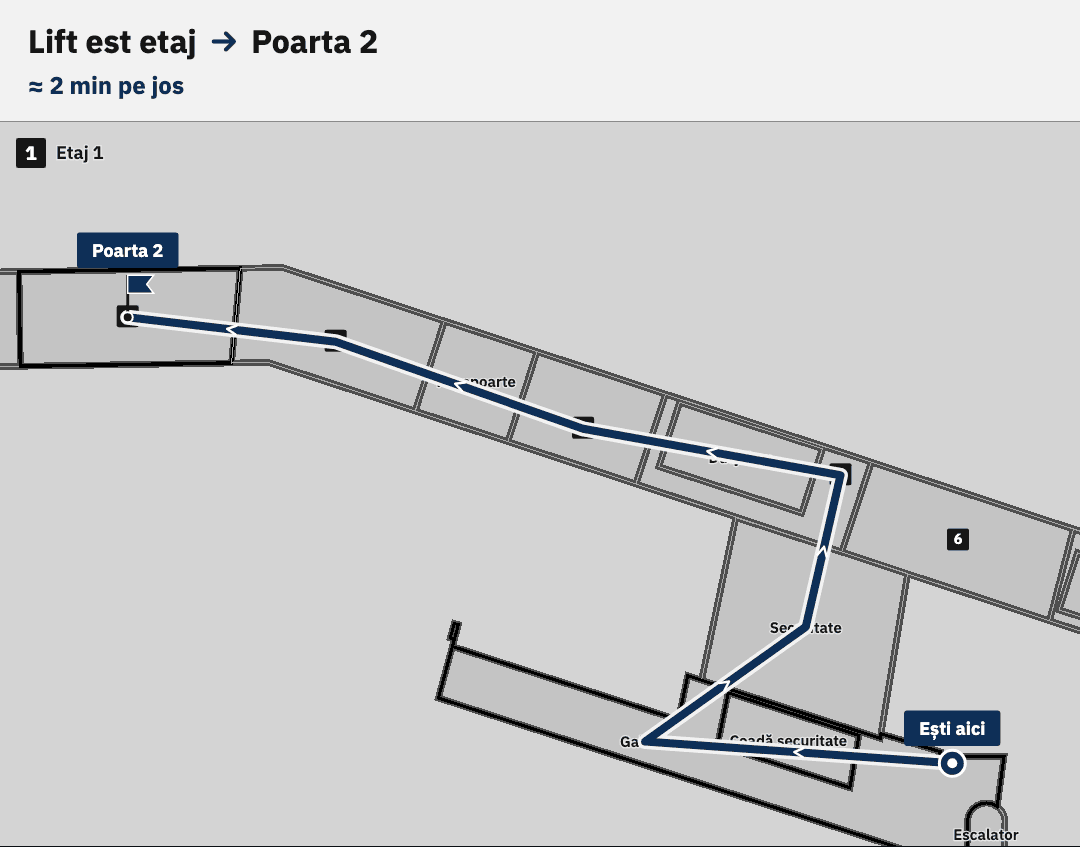 Lift est etaj → Poarta 2
≈ 2 min pe jos
1 Etaj 1
Poarta 2
6
Coadă securitate
Ești aici
Escalator